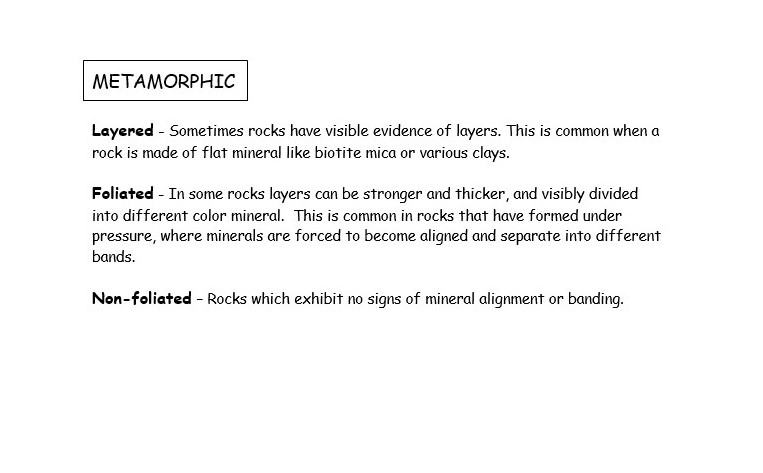 METAMORPHIC
Layered - Sometimes rocks have visible evidence of layers. This is common when a
rock is made of flat mineral like biotite mica or various clays.
Foliated - In some rocks layers can be stronger and thicker, and visibly divided
into different color mineral.  This is common in rocks that have formed under
pressure, where minerals are forced to become aligned and separate into different
bands.
Non-foliated – Rocks which exhibit no signs of mineral alignment or banding.